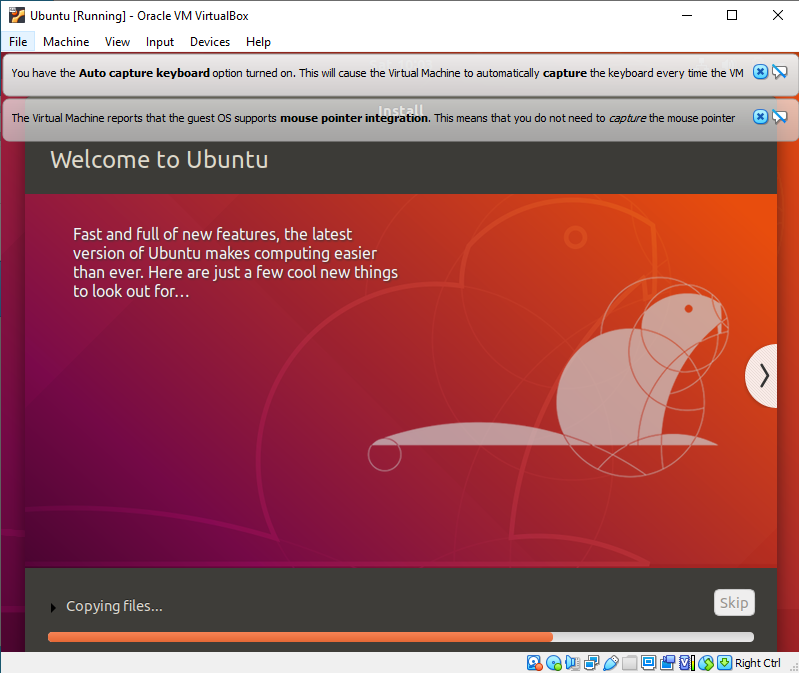 Ubuntu [Running] - Oracle VM VirtualBox
File Machine View Input Devices Help
You have the Auto capture keyboard option turned on. This will cause the Virtual Machine to automatically capture the keyboard every time the VM
Install
The Virtual Machine reports that the guest OS supports mouse pointer integration. This means that you do not need to capture the mouse pointer
Welcome to Ubuntu
Fast and full of new features, the latest
version of Ubuntu makes computing easier
than ever. Here are just a few cool new things
to look out for…
Copying files...
Skip
Right Ctrl